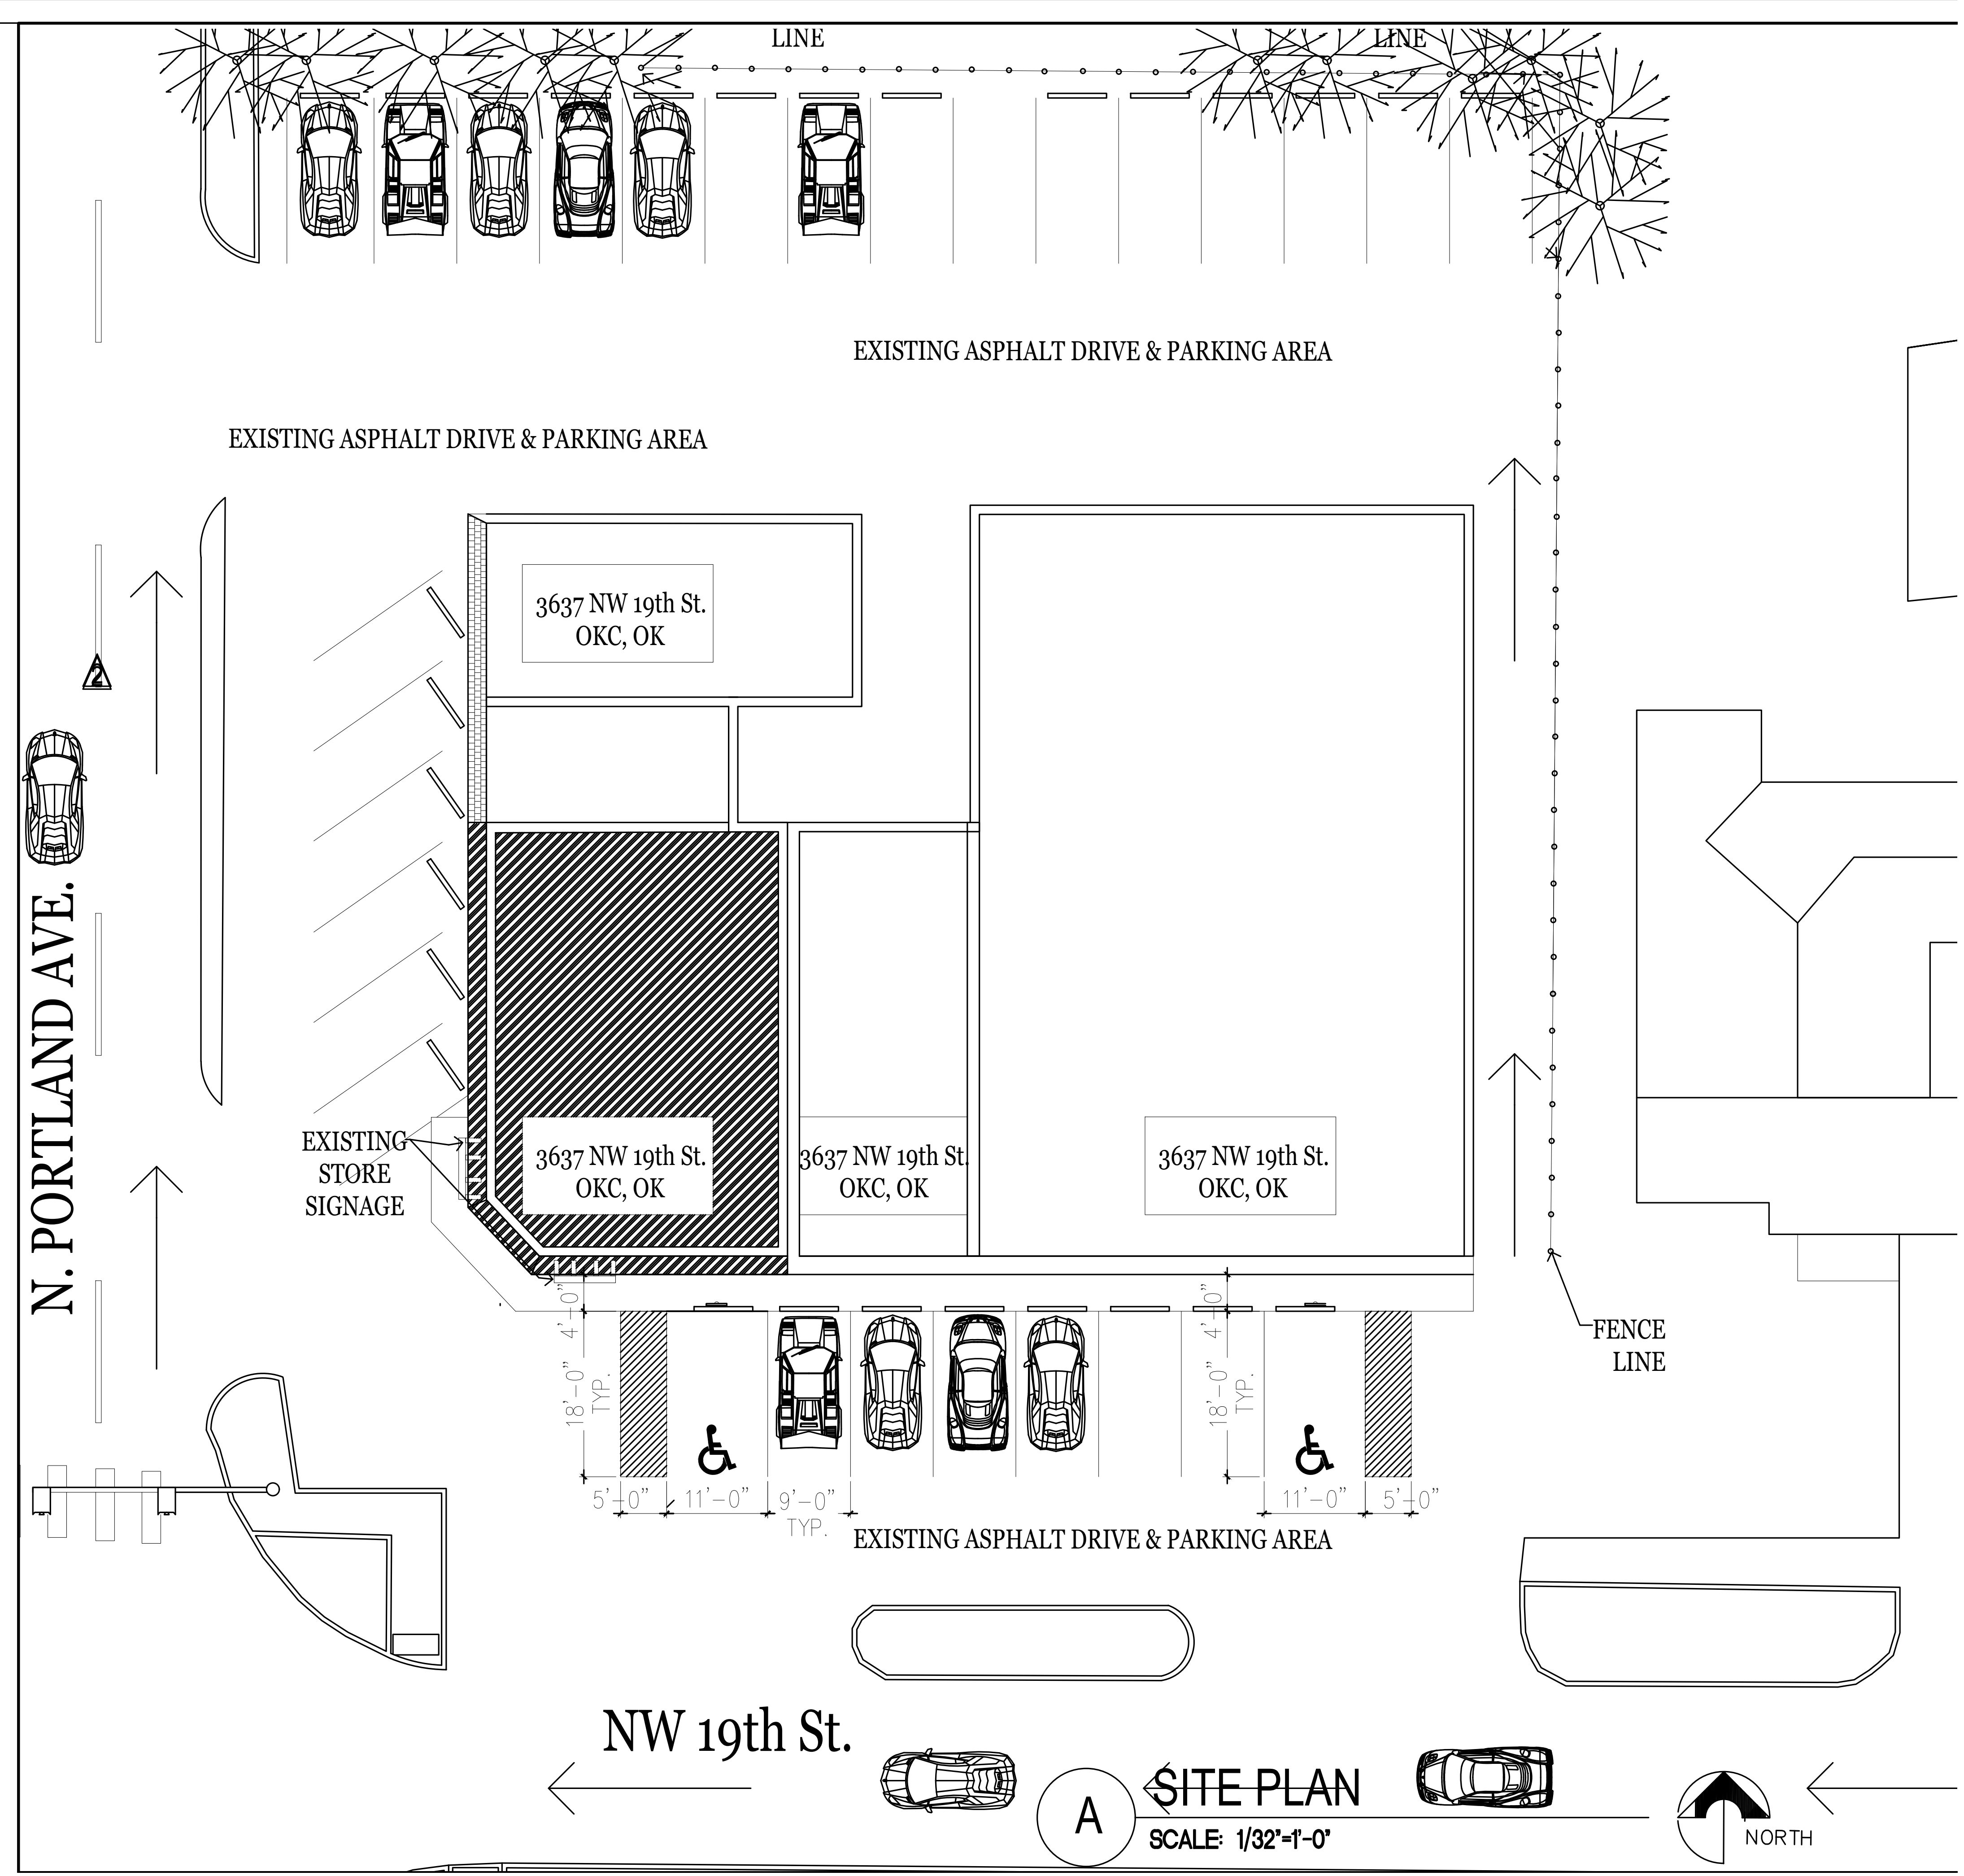 LINE
LINE
EXISTING ASPHALT DRIVE & PARKING AREA
EXISTING ASPHALT DRIVE & PARKING AREA
3637 NW 19th St.
OKC, OK
2
N. PORTLAND AVE.
EXISTING
STORE
SIGNAGE
3637 NW 19th St.
OKC, OK
3637 NW 19th St.
OKC, OK
3637 NW 19th St.
OKC, OK
4'-0"
4'-0"
FENCE
LINE
18'-0"
TYP.
18'-0"
TYP.
5'-0"
11'-0"
9'-0"
TYP.
11'-0"
5'-0"
EXISTING ASPHALT DRIVE & PARKING AREA
NW 19th St.
A
SITE PLAN
SCALE: 1/32"=1'-0"
NORTH